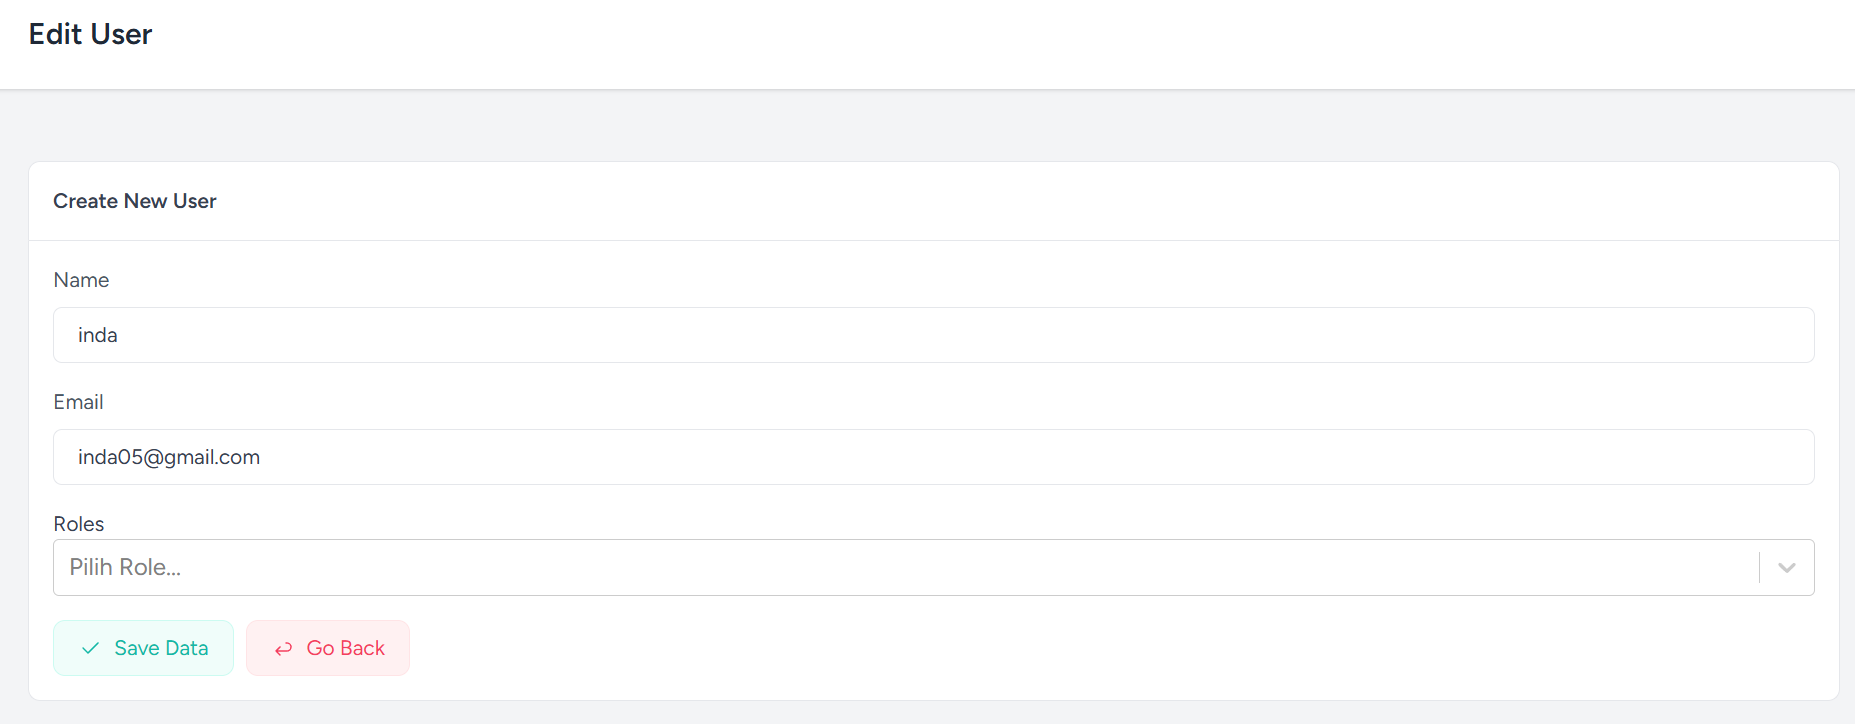 Edit User
Create New User
Name
inda
Email
inda05@gmail.com
Roles
Pilih Role...
Save Data
Go Back